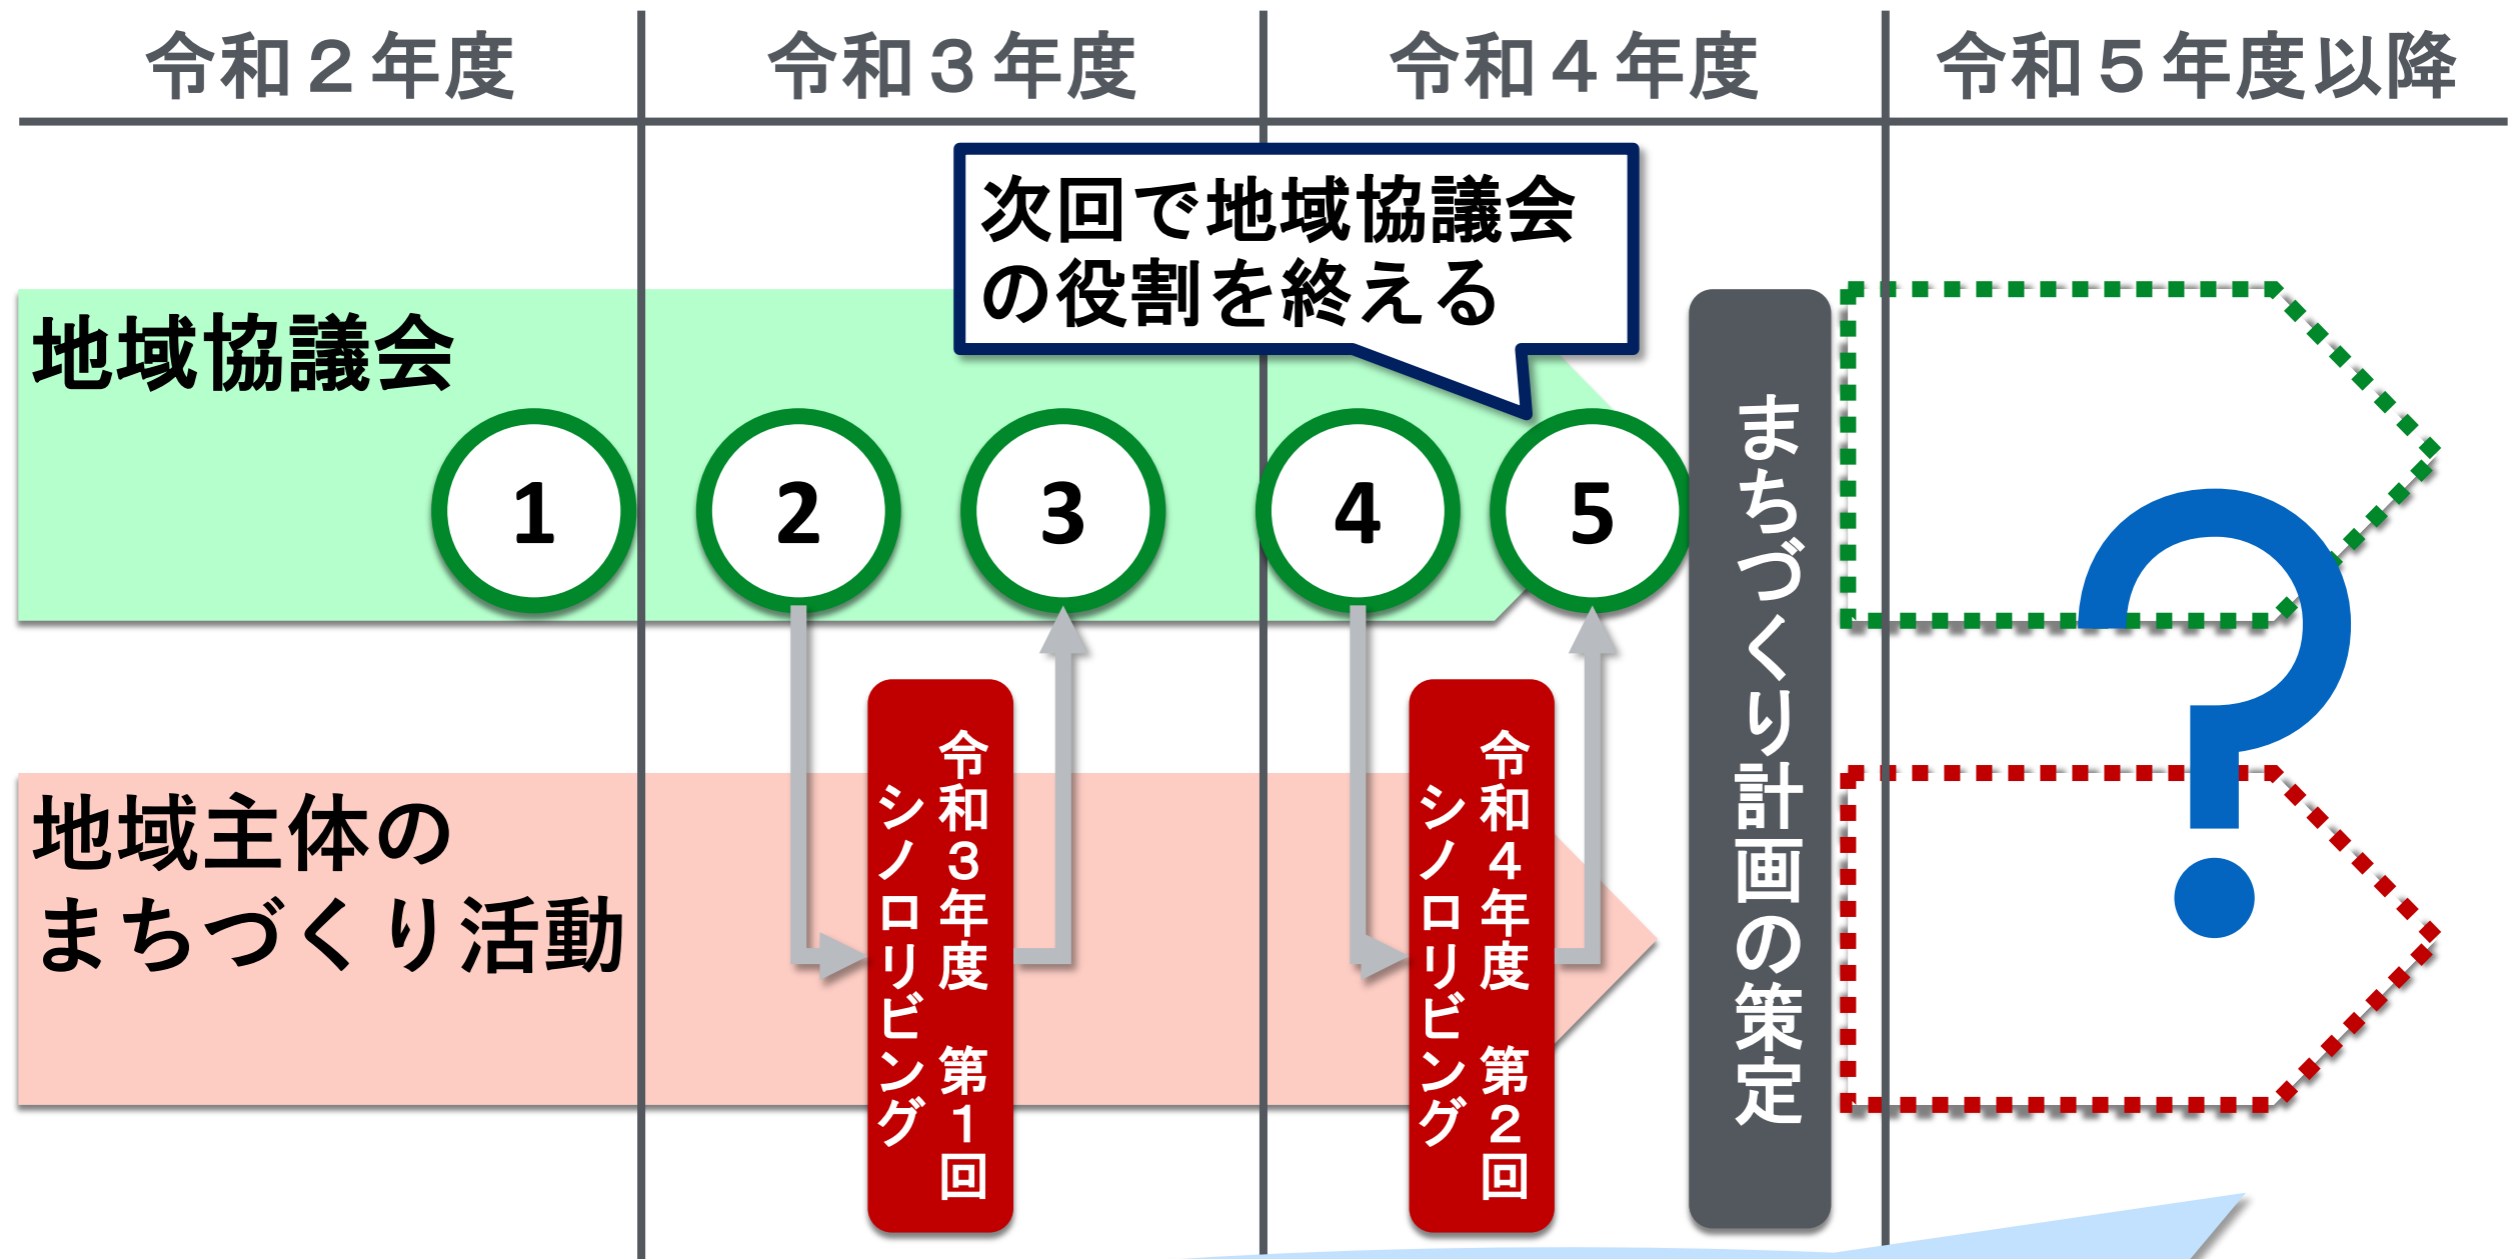 令和２年度
令和３年度
令和４年度
令和５年度以降
次回で地域協議会
の役割を終える
地域協議会
1
2
3
4
5
地域主体の
まちづくり活動
令和３年度　第１回
シノロリビング
令和４年度　第２回
シノロリビング
まちづくり計画の策定
?